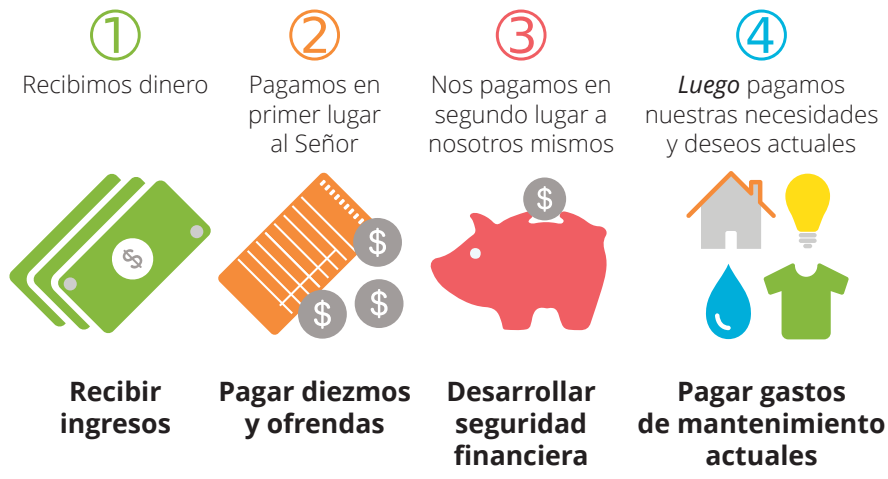 1
Recibimos dinero
2
Pagamos en
primer lugar
al Señor
3
Nos pagamos en
segundo lugar a
nosotros mismos
4
Luego pagamos
nuestras necesidades
y deseos actuales
$
$
$
$
$
Recibir
ingresos
Pagar diezmos
y ofrendas
Desarrollar
seguridad
financiera
Pagar gastos
de mantenimiento
actuales